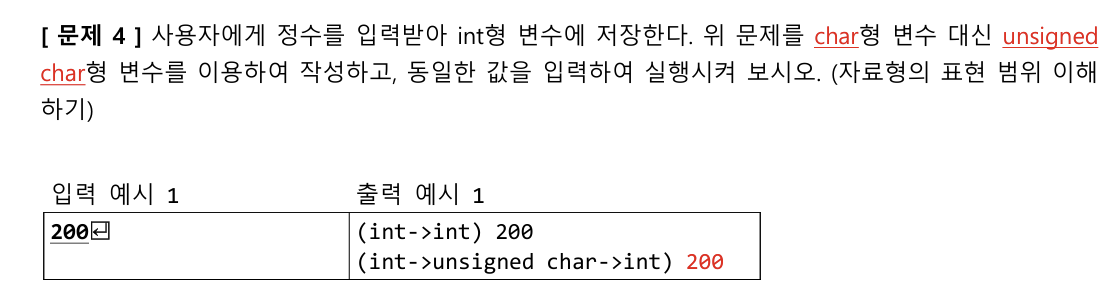 [ 문제 4 ] 사용자에게 정수를 입력받아 int형 변수에 저장한다. 위 문제를 char형 변수 대신 unsigned
char형 변수를 이용하여 작성하고, 동일한 값을 입력하여 실행시켜 보시오. (자료형의 표현 범위 이해
하기)
입력 예시 1
출력 예시 1
200↵
(int->int) 200
(int->unsigned char->int) 200